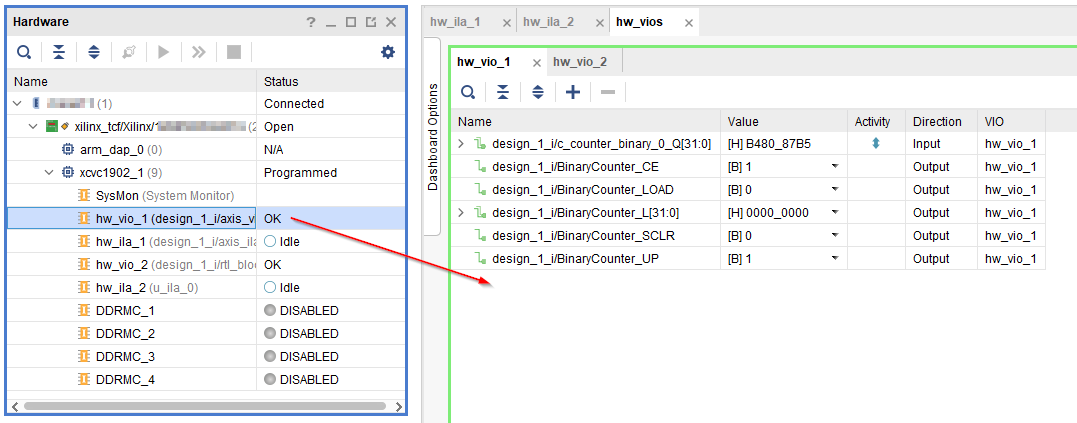 Hardware
Name Status
(1) Connected
xilinx_tcf/Xilinx/ Open
arm_dap_0 (0) N/A
xcvc1902_1 (9) Programmed
SysMon (System Monitor)
hw_vio_1 (design_1_i/axis_v OK
hw_ila_1 (design_1_i/axis_ila Idle
hw_vio_2 (design_1_i/rtl_bloc OK
hw_ila_2 (u_ila_0) Idle
DDRMC_1 DISABLED
DDRMC_2 DISABLED
DDRMC_3 DISABLED
DDRMC_4 DISABLED
hw_ila_1 hw_ila_2 hw_vios
Dashboard Options
hw_vio_1 hw_vio_2
Name Value Activity Direction VIO
design_1_i/c_counter_binary_0_Q[31:0] [H] B480_87B5 Input hw_vio_1
design_1_i/BinaryCounter_CE [B] 1 Output hw_vio_1
design_1_i/BinaryCounter_LOAD [B] 0 Output hw_vio_1
design_1_i/BinaryCounter_L[31:0] [H] 0000_0000 Output hw_vio_1
design_1_i/BinaryCounter_SCLR [B] 0 Output hw_vio_1
design_1_i/BinaryCounter_UP [B] 1 Output hw_vio_1